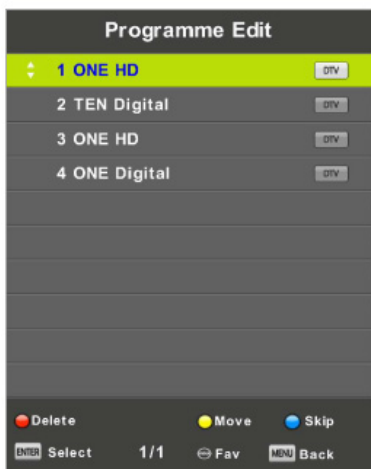 Programme Edit
1 ONE HD DTV
2 TEN Digital DTV
3 ONE HD DTV
4 ONE Digital DTV
Delete Move Skip
ENTER Select 1/1 Fav MENU Back